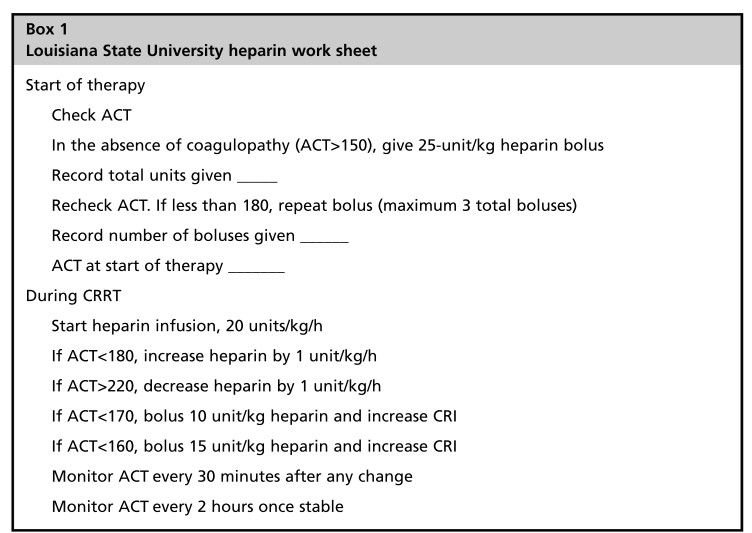 Box 1
Louisiana State University heparin work sheet
Start of therapy
Check ACT
In the absence of coagulopathy (ACT>150), give 25-unit/kg heparin bolus
Record total units given _____
Recheck ACT. If less than 180, repeat bolus (maximum 3 total boluses)
Record number of boluses given ______
ACT at start of therapy _______
During CRRT
Start heparin infusion, 20 units/kg/h
If ACT<180, increase heparin by 1 unit/kg/h
If ACT>220, decrease heparin by 1 unit/kg/h
If ACT<170, bolus 10 unit/kg heparin and increase CRI
If ACT<160, bolus 15 unit/kg heparin and increase CRI
Monitor ACT every 30 minutes after any change
Monitor ACT every 2 hours once stable